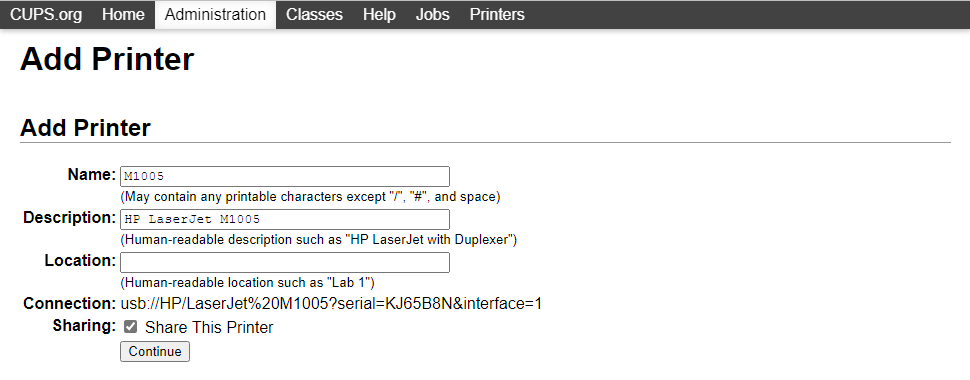 CUPS.org Home Administration Classes Help Jobs Printers
Add Printer
Add Printer
Name: M1005
(May contain any printable characters except "/", "#", and space)
Description: HP LaserJet M1005
(Human-readable description such as "HP LaserJet with Duplexer")
Location:
(Human-readable location such as "Lab 1")
Connection: usb://HP/LaserJet%20M1005?serial=KJ65B8N&interface=1
Sharing: Share This Printer
Continue